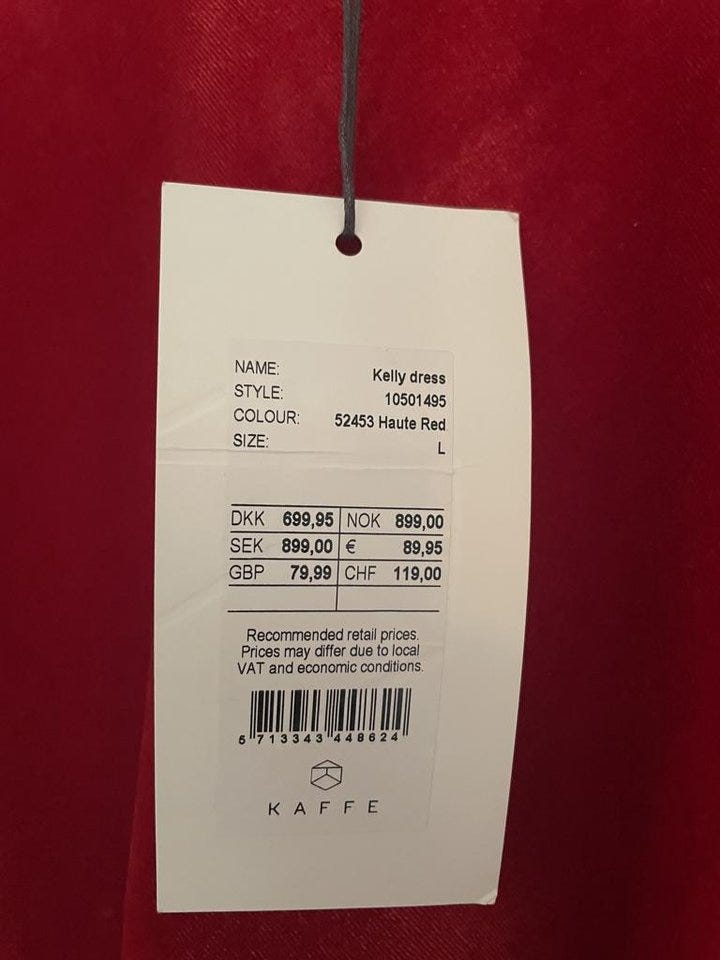 NAME: Kelly dress
STYLE: 10501495
COLOUR: 52453 Haute Red
SIZE: L
DKK 699,95 NOK 899,00
SEK 899,00 € 89,95
GBP 79,99 CHF 119,00
Recommended retail prices.
Prices may differ due to local
VAT and economic conditions.
5 713343 448624
KAFFE